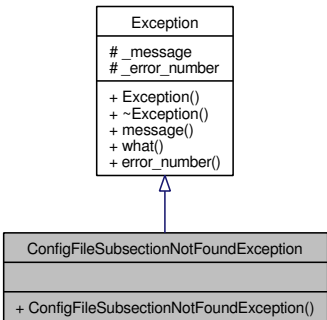 Exception
# _message
# _error_number
+ Exception()
+ ~Exception()
+ message()
+ what()
+ error_number()
ConfigFileSubsectionNotFoundException
+ ConfigFileSubsectionNotFoundException()